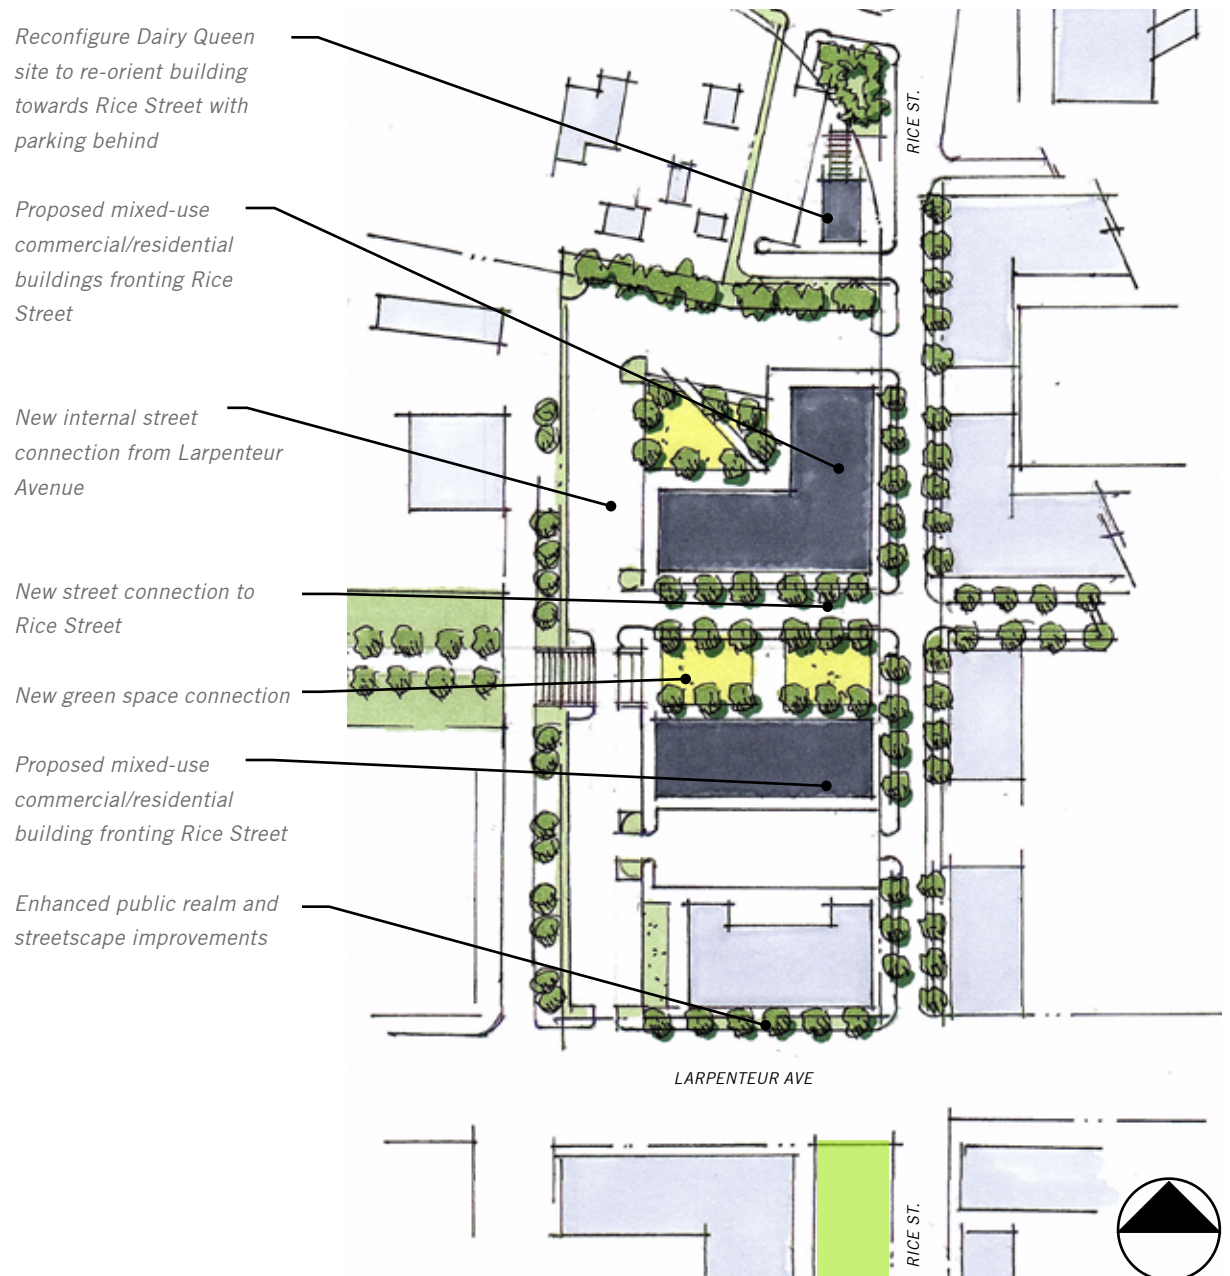 Reconfigure Dairy Queen
site to re-orient building
towards Rice Street with
parking behind
Proposed mixed-use
commercial/residential
buildings fronting Rice
Street
New internal street
connection from Larpenteur
Avenue
New street connection to
Rice Street
New green space connection
Proposed mixed-use
commercial/residential
building fronting Rice Street
Enhanced public realm and
streetscape improvements
RICE ST.
LARPENTEUR AVE
RICE ST.